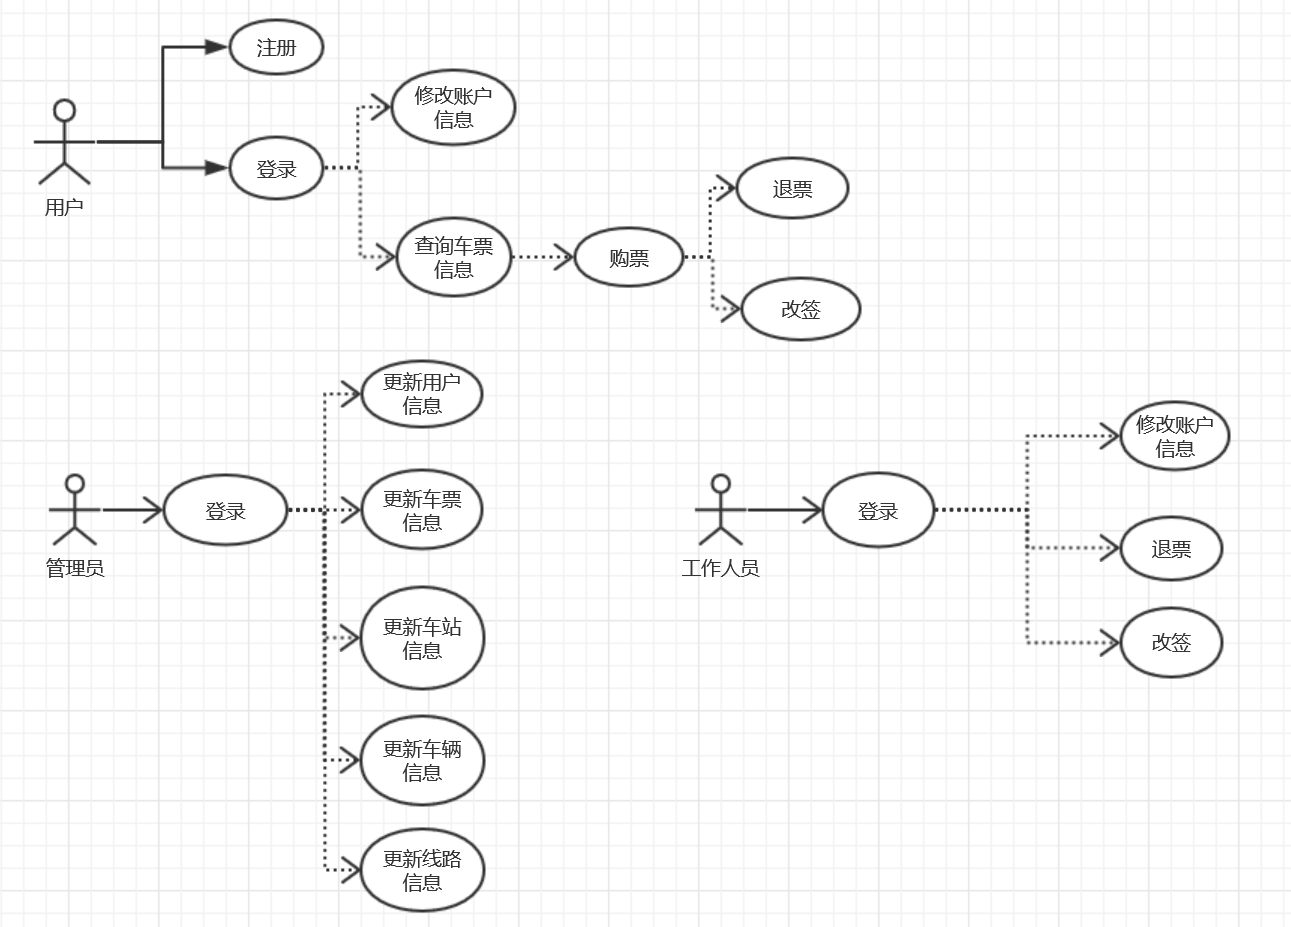 注册
修改账户
信息
登录
用户
退票
查询车票
信息
购票
改签
更新用户
信息
更新车票
信息
登录
管理员
更新车站
信息
更新车辆
信息
更新线路
信息
修改账户
信息
登录
工作人员
退票
改签